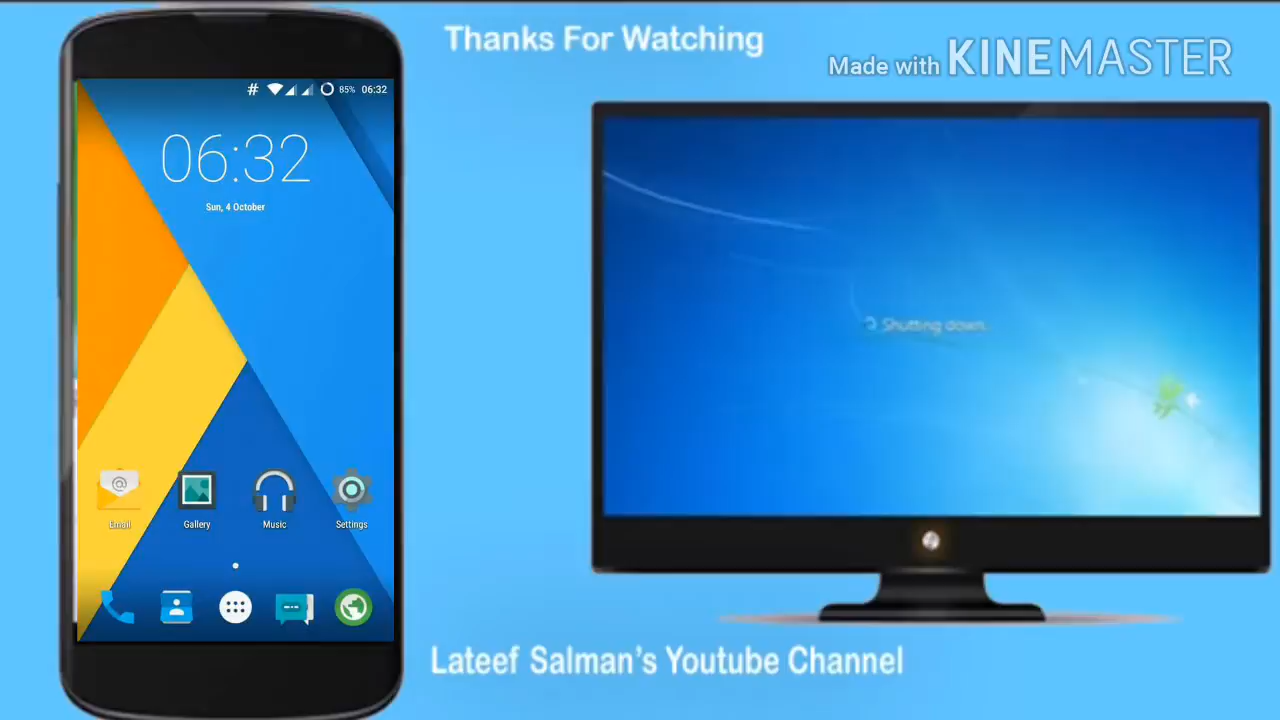 Thanks For Watching
Made with KINEMASTER
# 85% 06:32
06:32
Sun, 4 October
Shutting down.
@
Email
Gallery
Music
Settings
Lateef Salman's Youtube Channel